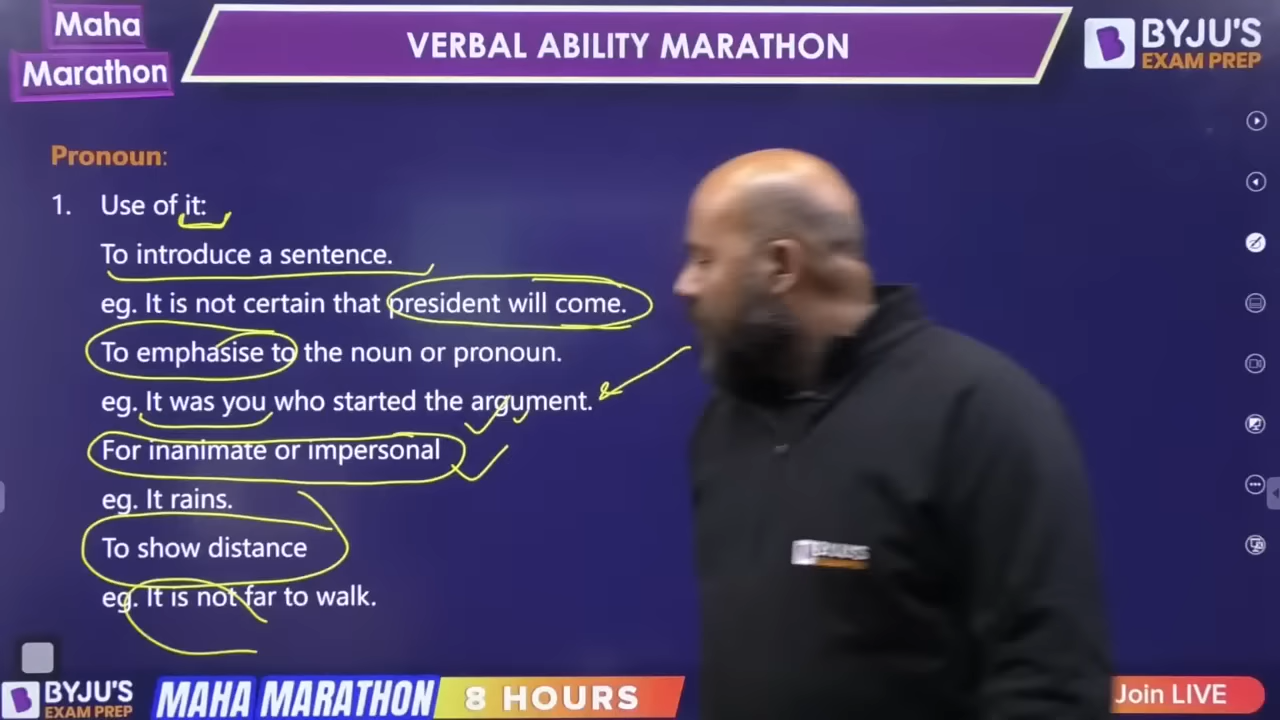 Maha
Marathon
VERBAL ABILITY MARATHON
BYJU'S
EXAM PREP
Pronoun:
1. Use of it:
To introduce a sentence.
eg. It is not certain that president will come.
To emphasise to the noun or pronoun.
eg. It was you who started the argument.
For inanimate or impersonal
eg. It rains.
To show distance
eg. It is not far to walk.
BYJU'S
EXAM PREP
MAHA MARATHON
8 HOURS
Join LIVE